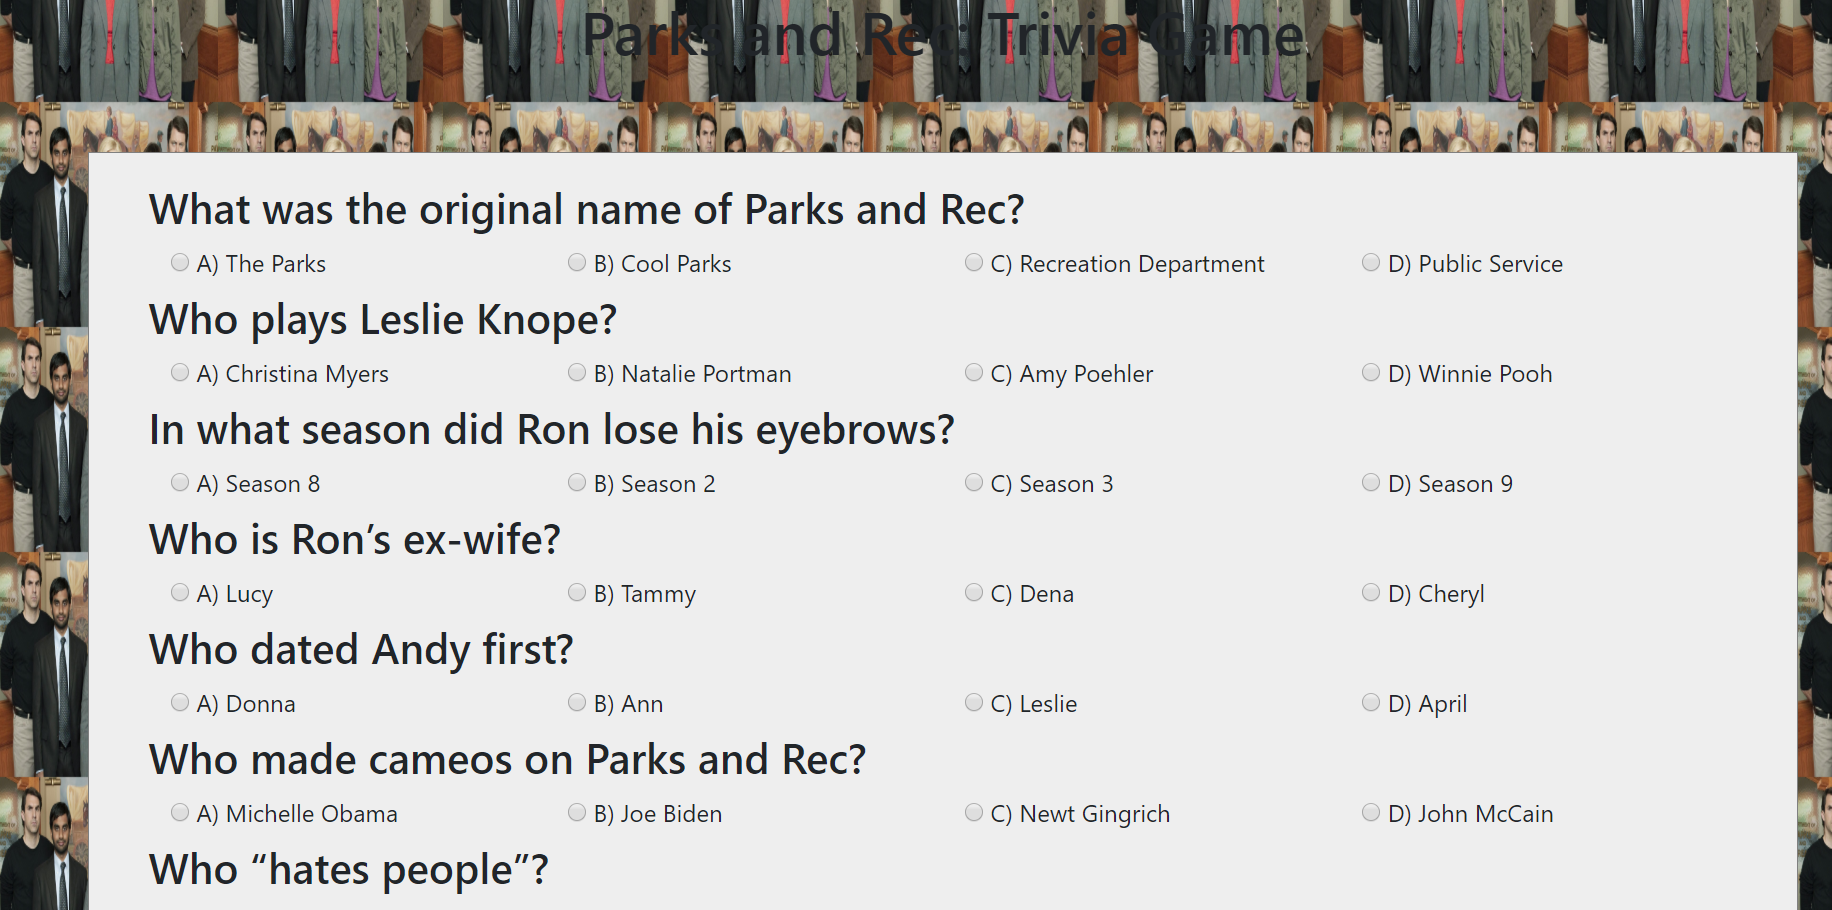 Parks and Rec: Trivia Game
What was the original name of Parks and Rec?
A) The Parks B) Cool Parks C) Recreation Department D) Public Service
Who plays Leslie Knope?
A) Christina Myers B) Natalie Portman C) Amy Poehler D) Winnie Pooh
In what season did Ron lose his eyebrows?
A) Season 8 B) Season 2 C) Season 3 D) Season 9
Who is Ron’s ex-wife?
A) Lucy B) Tammy C) Dena D) Cheryl
Who dated Andy first?
A) Donna B) Ann C) Leslie D) April
Who made cameos on Parks and Rec?
A) Michelle Obama B) Joe Biden C) Newt Gingrich D) John McCain
Who “hates people”?